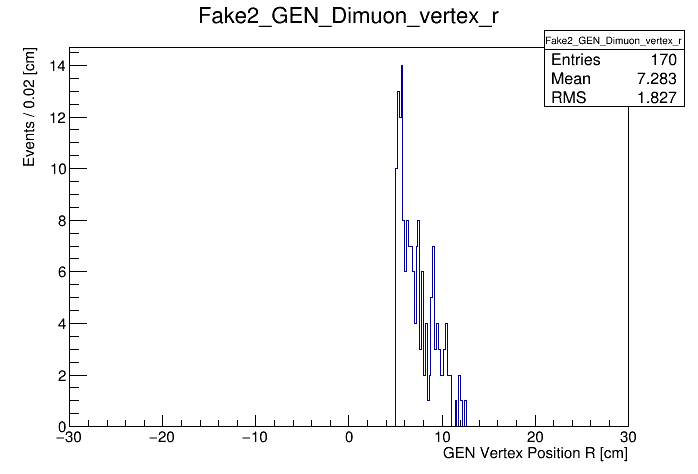 Fake2_GEN_Dimuon_vertex_r
Fake2_GEN_Dimuon_vertex_r
Entries 170
Mean 7.283
RMS 1.827
Events / 0.02 [cm]
14
12
10
8
6
4
2
0
−30 −20 −10 0 10 20 30
GEN Vertex Position R [cm]